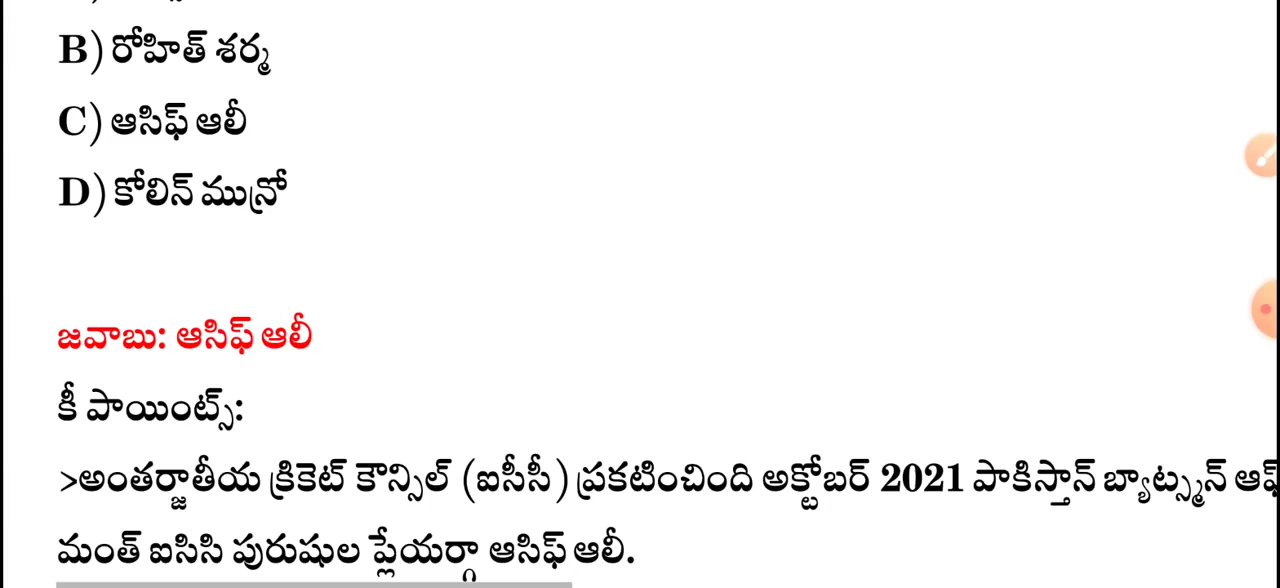 B) రోహిత్ శర్మ
C) ఆసిఫ్ ఆలీ
D) కోలిన్ మున్రో
జవాబు: ఆసిఫ్ ఆలీ
కీ పాయింట్స్:
>అంతర్జాతీయ క్రికెట్ కౌన్సిల్ (ఐసీసీ) ప్రకటించింది అక్టోబర్ 2021 పాకిస్తాన్ బ్యాట్స్మన్
మంత్ ఐసిసి పురుషుల ప్లేయర్గా ఆసిఫ్ ఆలీ.